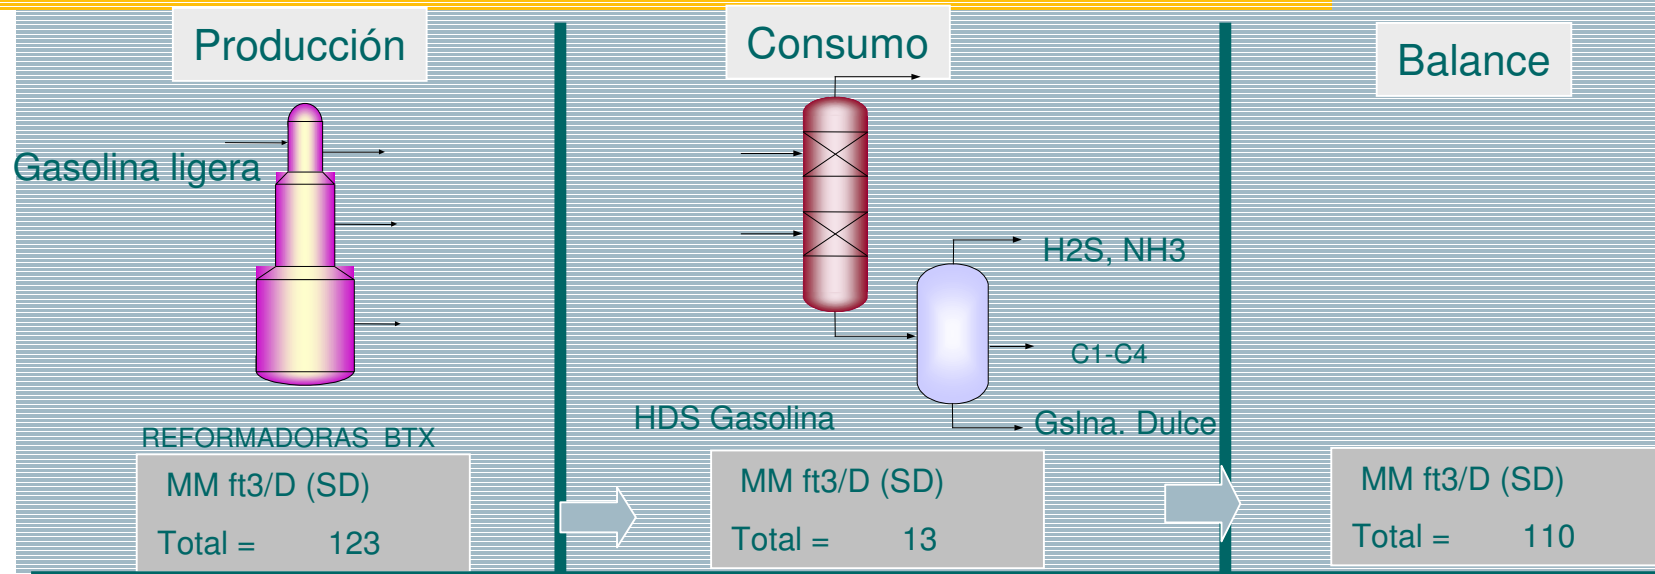 Producción
Gasolina ligera
REFORMADORAS BTX
MM ft3/D (SD)
Total = 123
Consumo
H2S, NH3
C1-C4
HDS Gasolina
Gslna. Dulce
MM ft3/D (SD)
Total = 13
Balance
MM ft3/D (SD)
Total = 110